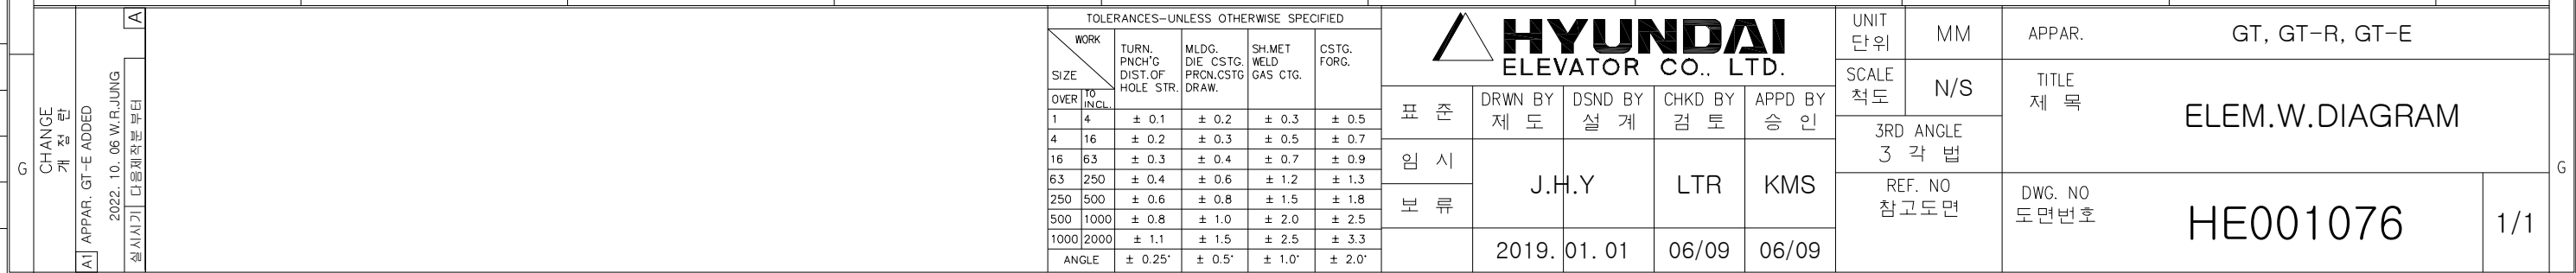 G
CHANGE
개 정 란
A1 APPAR. GT-E ADDED
2022. 10. 06 W.R.JUNG
실시시기 다음제작분 부터 A
TOLERANCES-UNLESS OTHERWISE SPECIFIED
WORK
SIZE
OVER TO INCL.
TURN. PNCH'G DIST.OF HOLE STR.
MLDG. DIE CSTG. PRCN.CSTG DRAW.
SH.MET WELD GAS CTG.
CSTG. FORG.
1 4 ± 0.1 ± 0.2 ± 0.3 ± 0.5
4 16 ± 0.2 ± 0.3 ± 0.5 ± 0.7
16 63 ± 0.3 ± 0.4 ± 0.7 ± 0.9
63 250 ± 0.4 ± 0.6 ± 1.2 ± 1.3
250 500 ± 0.6 ± 0.8 ± 1.5 ± 1.8
500 1000 ± 0.8 ± 1.0 ± 2.0 ± 2.5
1000 2000 ± 1.1 ± 1.5 ± 2.5 ± 3.3
ANGLE ± 0.25° ± 0.5° ± 1.0° ± 2.0°
HYUNDAI
ELEVATOR CO., LTD.
표 준
임 시
보 류
DRWN BY DSND BY CHKD BY APPD BY
제 도 설 계 검 토 승 인
J.H.Y LTR KMS
2019. 01. 01 06/09 06/09
UNIT
단위
MM
SCALE
척도
N/S
3RD ANGLE
3 각 법
REF. NO
참고도면
APPAR. GT, GT-R, GT-E
TITLE
제 목
ELEM.W.DIAGRAM
DWG. NO
도면번호
HE001076 1/1
G